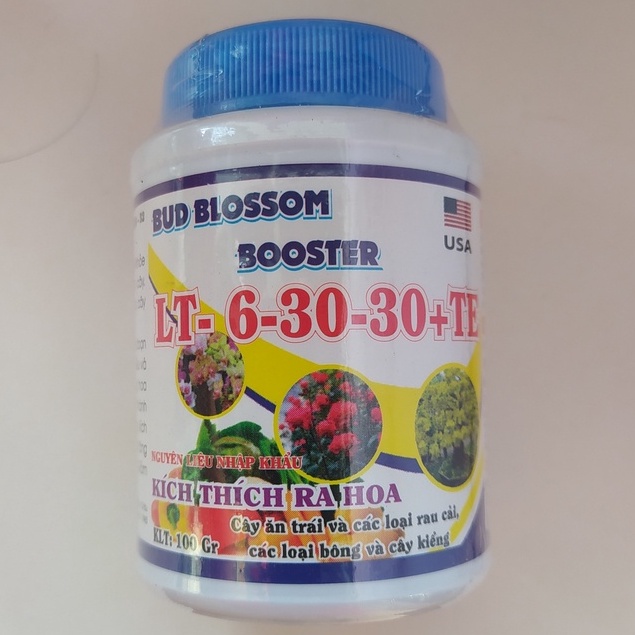 BUD BLOSSOM
BOOSTER
USA
LT- 6-30-30+TE
NGUYÊN LIỆU NHẬP KHẨU
KÍCH THÍCH RA HOA
Cây ăn trái và các loại rau cải,
các loại bông và cây kiểng
KLT: 100 Gr